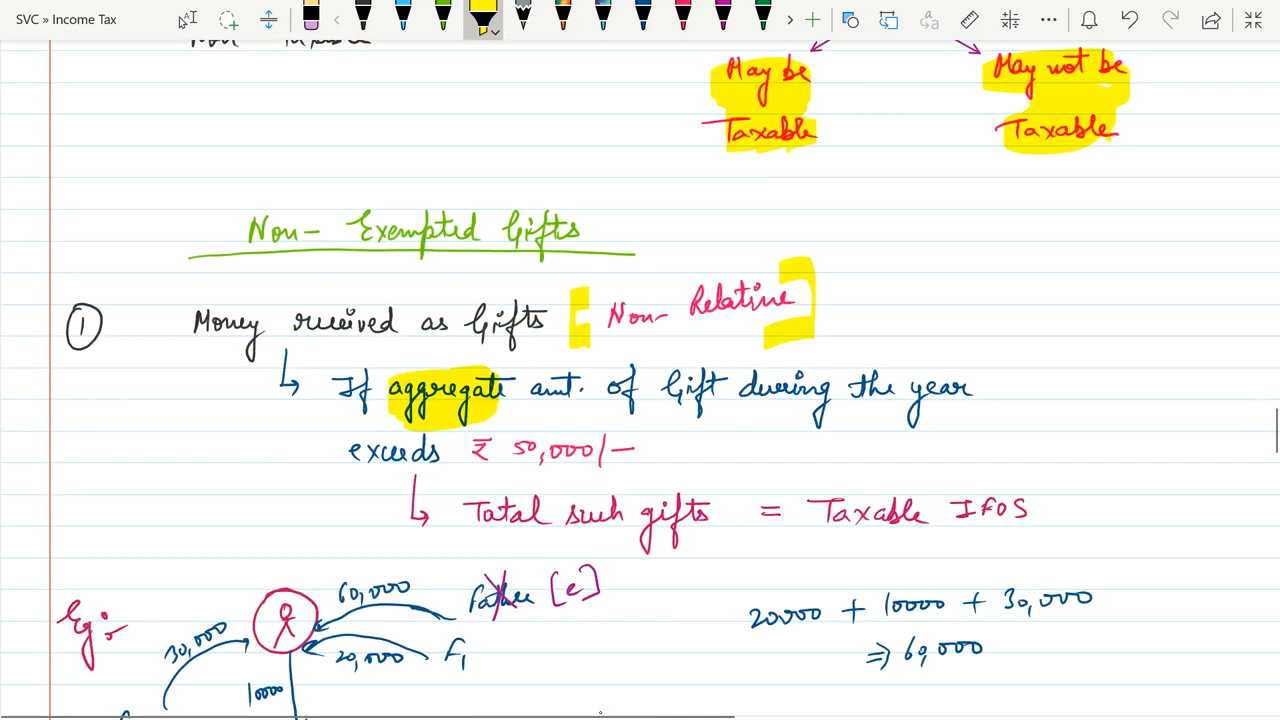 SVC » Income Tax
May be
May not be
Taxable
Taxable
Non- Exempted Gifts
① Money received as Gifts [Non- Relative]
↳ If aggregate amt. of Gift during the year
exceeds ₹ 50,000/-
↳ Total such gifts = Taxable IFOS
Eg:-
60,000
Father [e]
30,000
20,000
F1
10000
20000 + 10000 + 30,000
⇒ 60,000